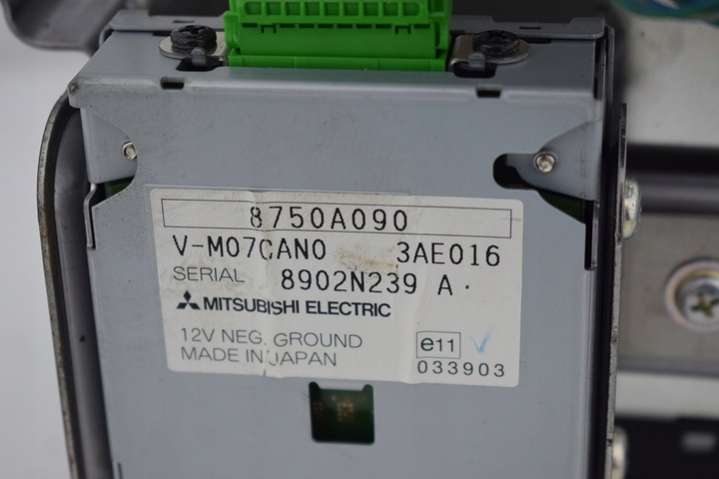 8750A090
V-M07CAN0 3AE016
SERIAL 8902N239 A.
MITSUBISHI ELECTRIC
12V NEG. GROUND
MADE IN JAPAN
e11
033903